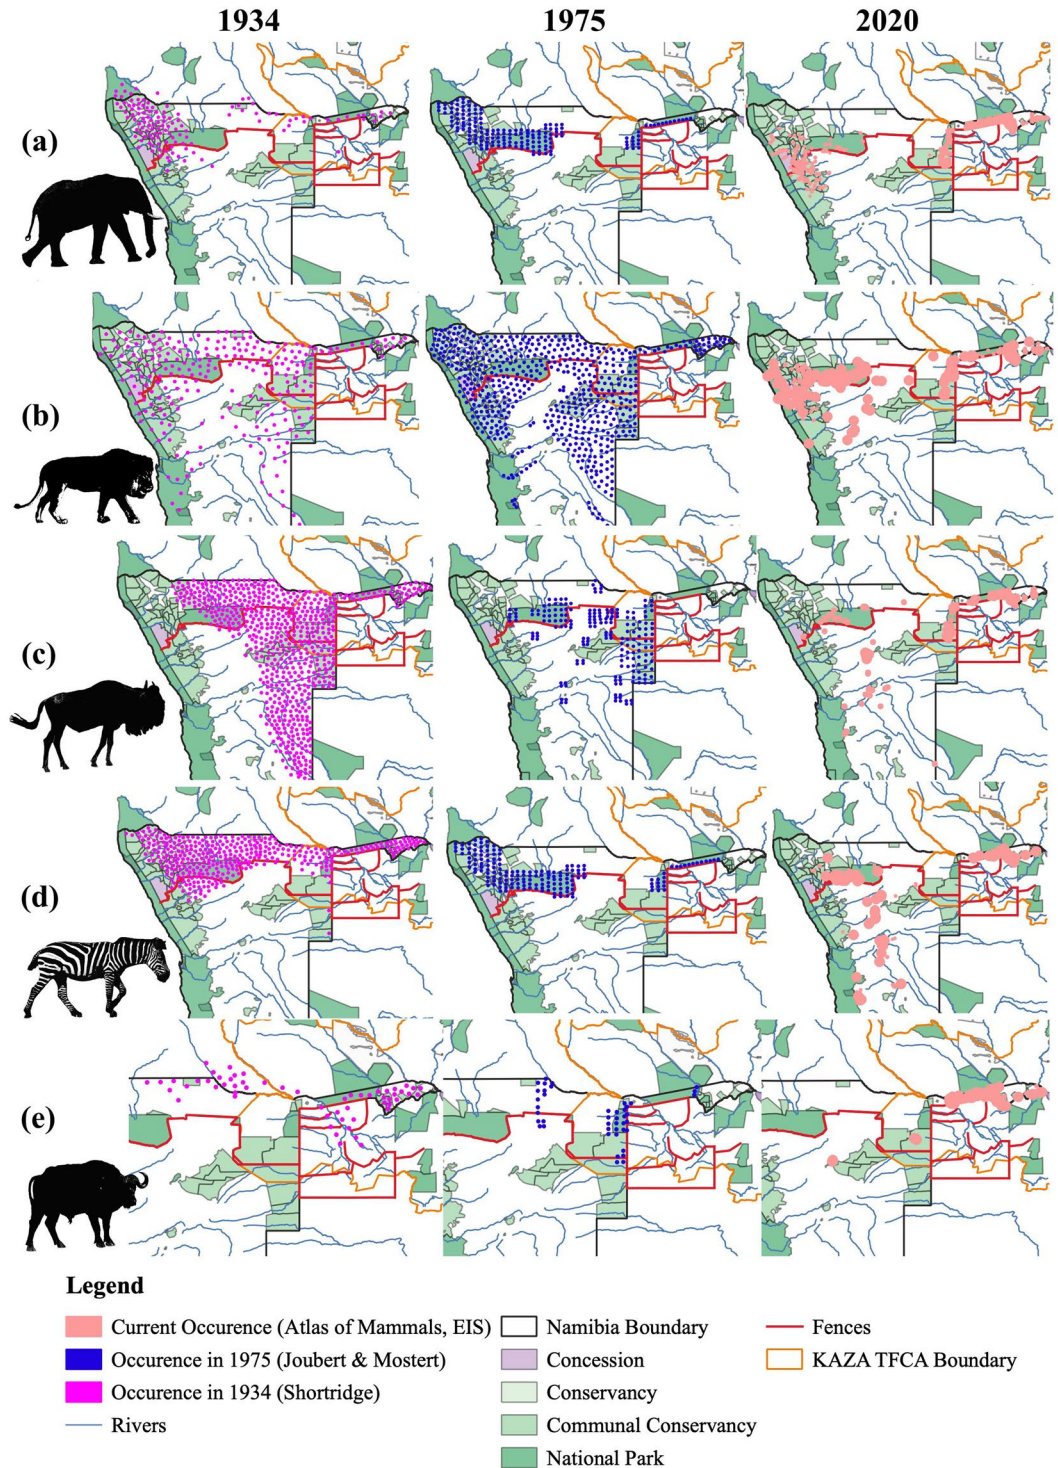 1934 1975 2020
(a)
(b)
(c)
(d)
(e)
Legend
Current Occurence (Atlas of Mammals, EIS)
Occurence in 1975 (Joubert & Mostert)
Occurence in 1934 (Shortridge)
Rivers
Namibia Boundary
Concession
Conservancy
Communal Conservancy
National Park
Fences
KAZA TFCA Boundary